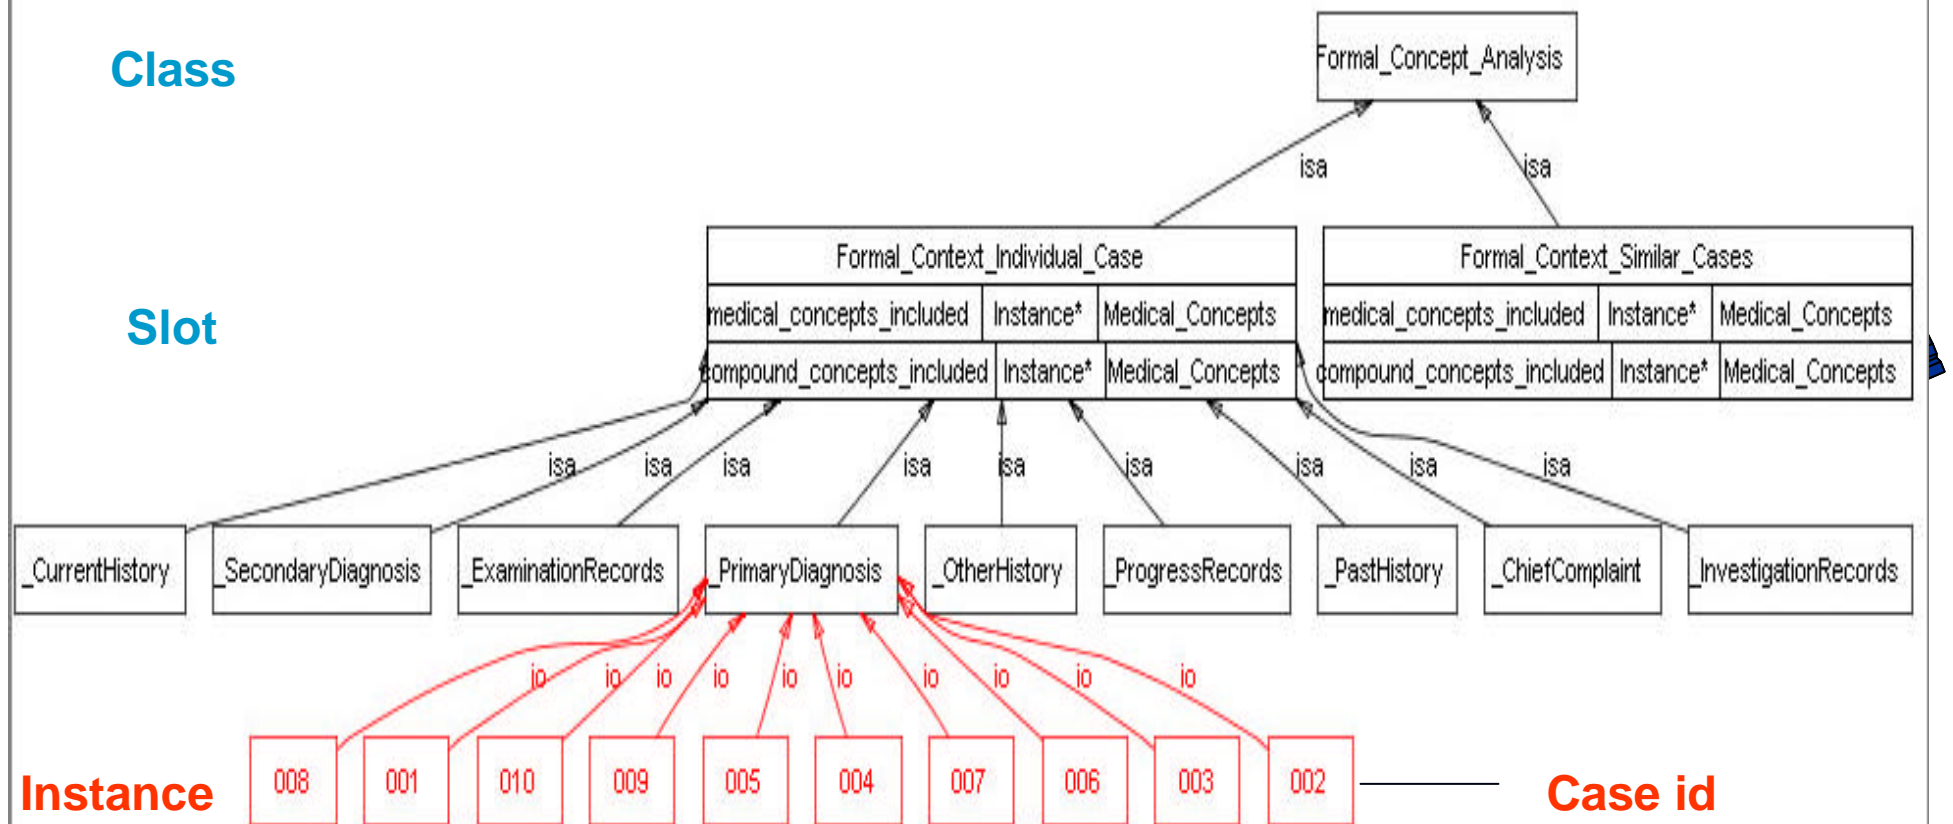 Class
Formal_Concept_Analysis
isa isa
Formal_Context_Individual_Case
Formal_Context_Similar_Cases
Slot
medical_concepts_included Instance* Medical_Concepts
medical_concepts_included Instance* Medical_Concepts
compound_concepts_included Instance* Medical_Concepts
compound_concepts_included Instance* Medical_Concepts
isa isa isa isa isa isa isa isa isa
_CurrentHistory _SecondaryDiagnosis _ExaminationRecords _PrimaryDiagnosis _OtherHistory _ProgressRecords _PastHistory _ChiefComplaint _InvestigationRecords
io io io io io io io io io io
Instance 008 001 010 009 005 004 007 006 003 002 Case id